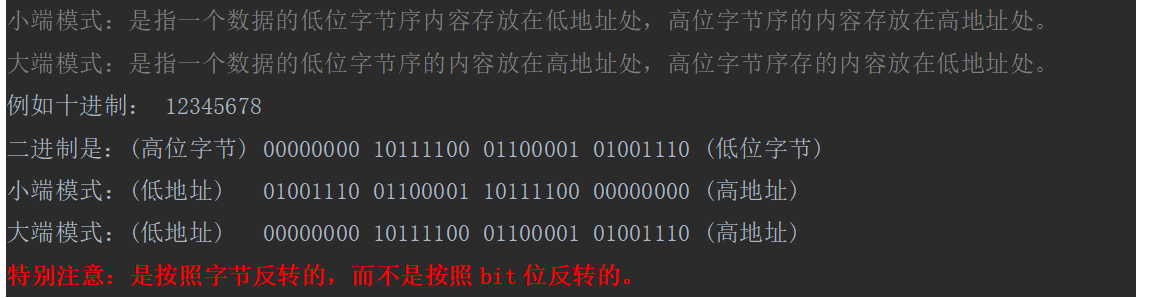 小端模式：是指一个数据的低位字节序内容存放在低地址处，高位字节序的内容存放在高地址处。
大端模式：是指一个数据的低位字节序的内容放在高地址处，高位字节序存的内容放在低地址处。
例如十进制： 12345678
二进制是：(高位字节) 00000000 10111100 01100001 01001110 (低位字节)
小端模式：(低地址) 01001110 01100001 10111100 00000000 (高地址)
大端模式：(低地址) 00000000 10111100 01100001 01001110 (高地址)
特别注意：是按照字节反转的，而不是按照 bit 位反转的。